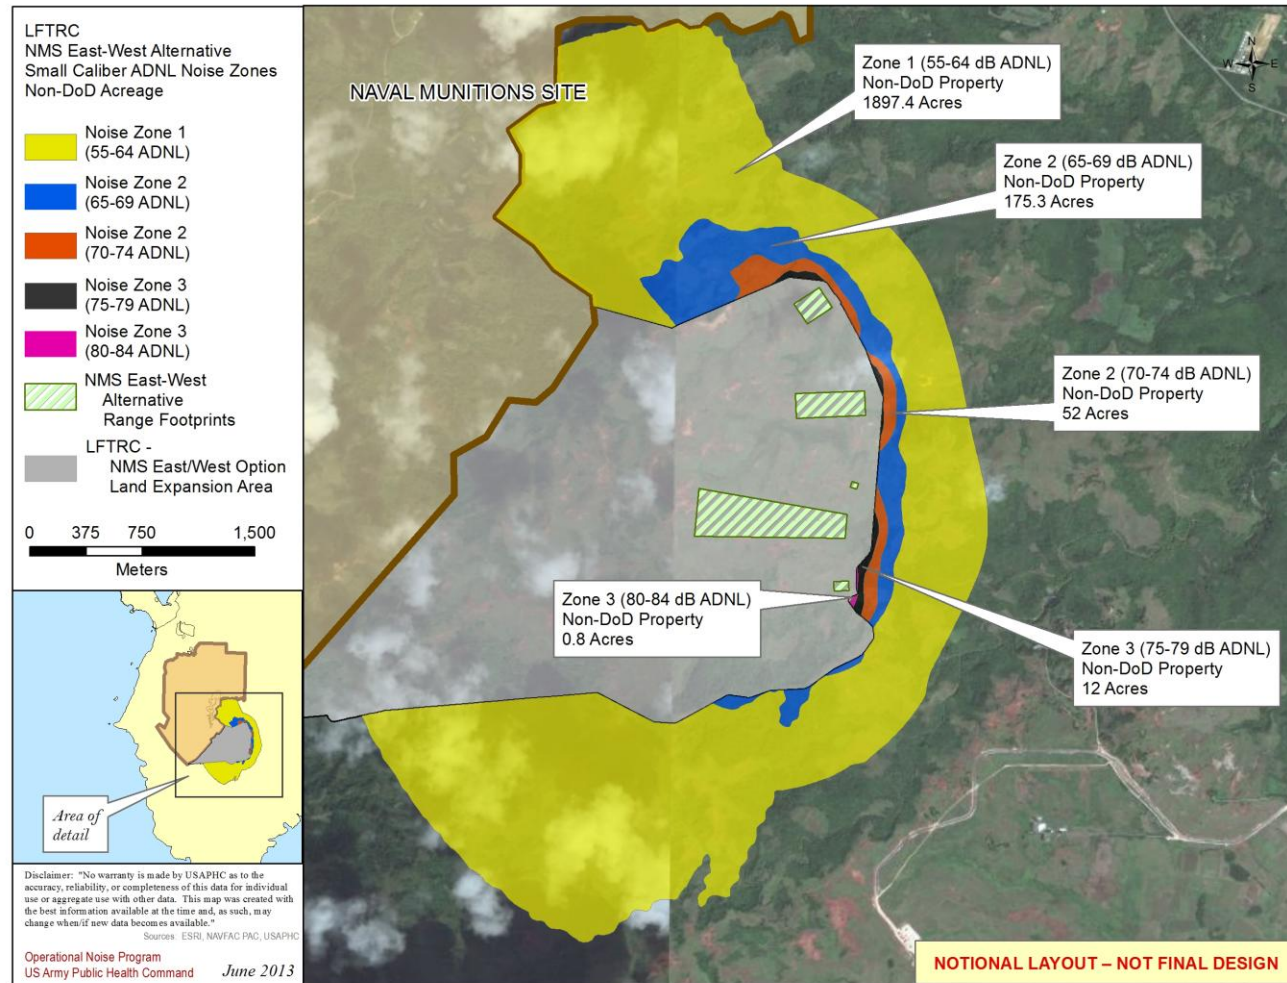 LFTRC
NMS East-West Alternative
Small Caliber ADNL Noise Zones
Non-DoD Acreage
Noise Zone 1
(55-64 ADNL)
Noise Zone 2
(65-69 ADNL)
Noise Zone 2
(70-74 ADNL)
Noise Zone 3
(75-79 ADNL)
Noise Zone 3
(80-84 ADNL)
NMS East-West
Alternative
Range Footprints
LFTRC -
NMS East/West Option
Land Expansion Area
0 375 750 1,500
Meters
Area of
detail
Disclaimer: "No warranty is made by USAPHC as to the
accuracy, reliability, or completeness of this data for individual
use or aggregate use with other data. This map was created with
the best information available at the time and, as such, may
change when/if new data becomes available."
Sources: ESRI, NAVFAC PAC, USAPHC
Operational Noise Program
US Army Public Health Command June 2013
NAVAL MUNITIONS SITE
N
W E
S
Zone 1 (55-64 dB ADNL)
Non-DoD Property
1897.4 Acres
Zone 2 (65-69 dB ADNL)
Non-DoD Property
175.3 Acres
Zone 2 (70-74 dB ADNL)
Non-DoD Property
52 Acres
Zone 3 (80-84 dB ADNL)
Non-DoD Property
0.8 Acres
Zone 3 (75-79 dB ADNL)
Non-DoD Property
12 Acres
NOTIONAL LAYOUT – NOT FINAL DESIGN